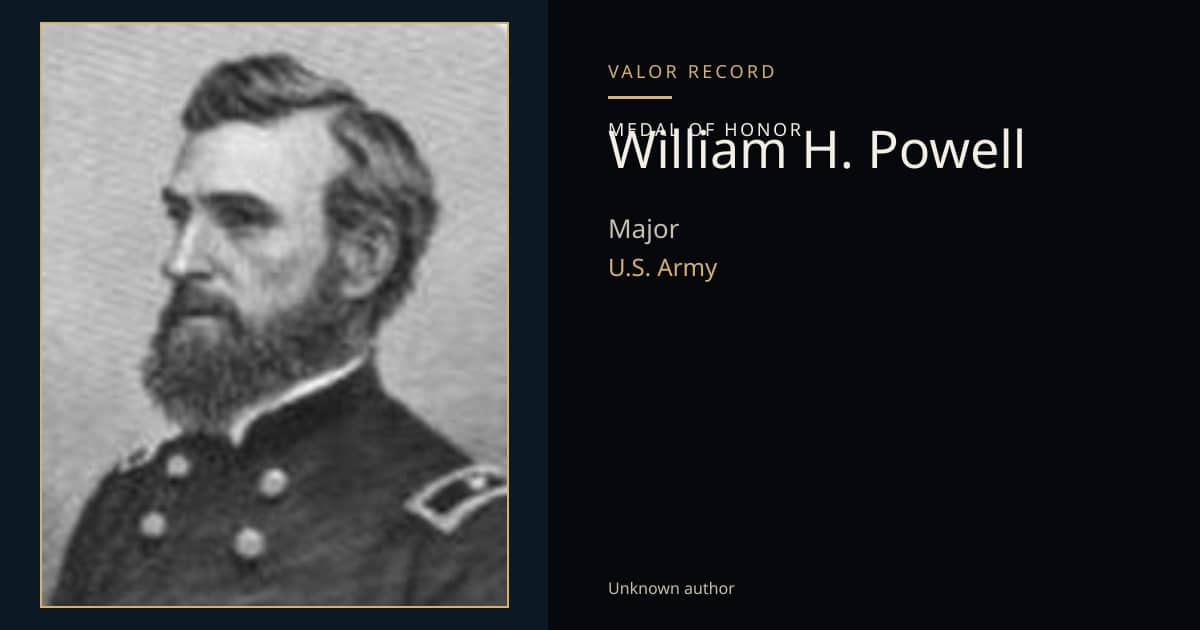 VALOR RECORD
MEDAL OF HONOR
William H. Powell
Major
U.S. Army
Unknown author